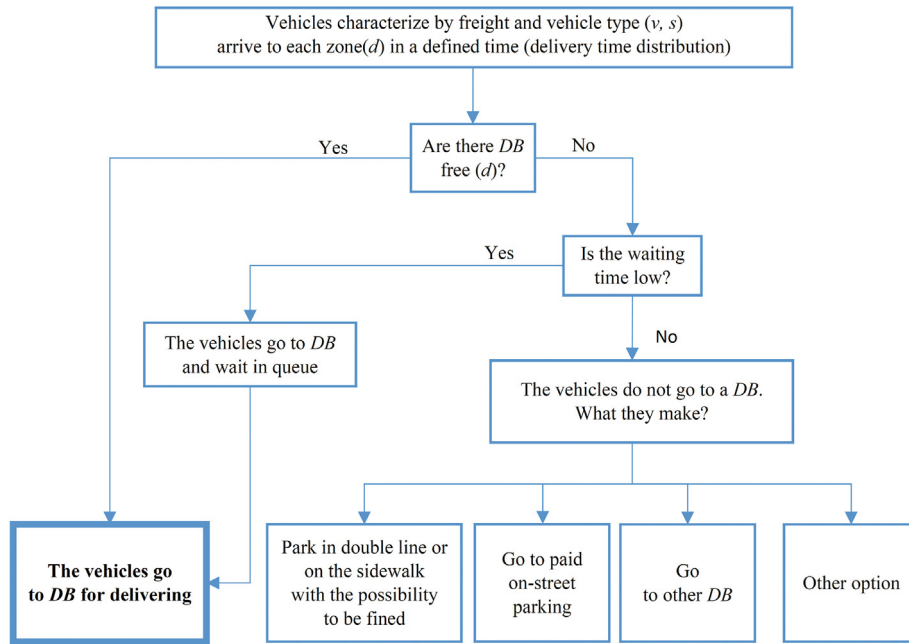 Vehicles characterize by freight and vehicle type (v, s)
arrive to each zone(d) in a defined time (delivery time distribution)
Yes
Are there DB
free (d)?
No
Yes
Is the waiting
time low?
The vehicles go to DB
and wait in queue
No
The vehicles do not go to a DB.
What they make?
The vehicles go
to DB for delivering
Park in double line or
on the sidewalk
with the possibility
to be fined
Go to paid
on-street
parking
Go
to other DB
Other option